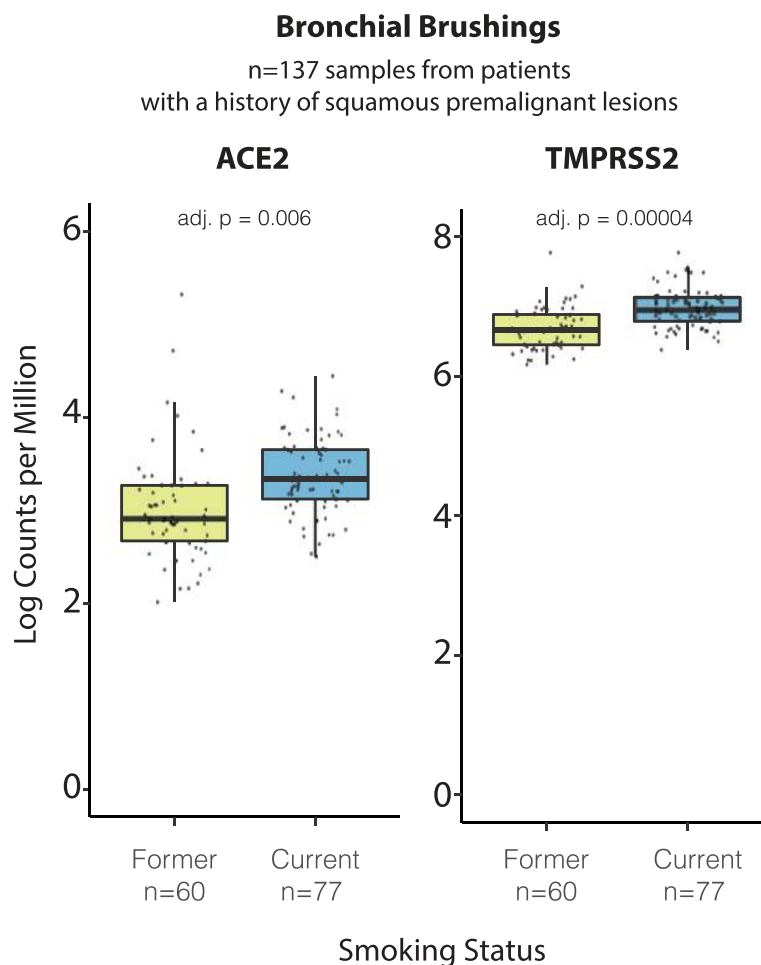 Bronchial Brushings
n=137 samples from patients
with a history of squamous premalignant lesions
ACE2
adj. p = 0.006
6
4
2
0
Log Counts per Million
Former
n=60
Current
n=77
TMPRSS2
adj. p = 0.00004
8
6
4
2
0
Former
n=60
Current
n=77
Smoking Status